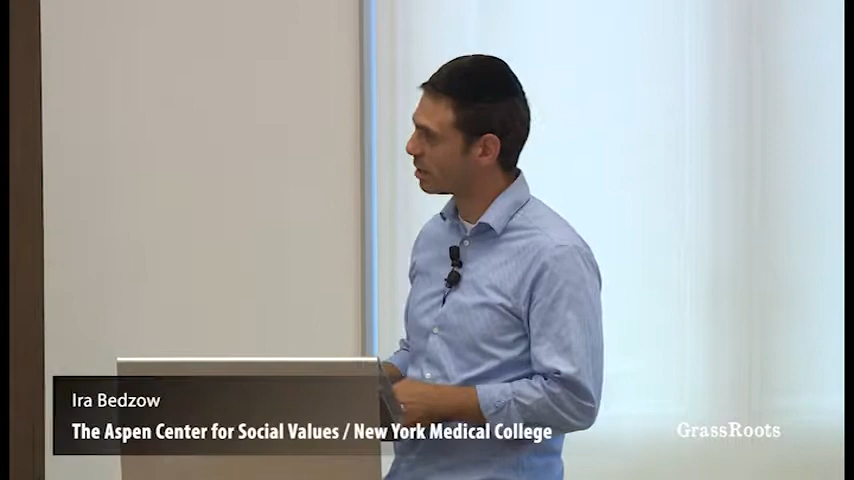 Ira Bedzow
The Aspen Center for Social Values / New York Medical College
GrassRoots